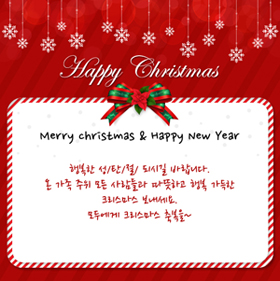 Happy Christmas
Merry christmas & Happy New Year
행복한 성/탄/절/ 되시길 바랍니다.
온 가족 주위 모든 사람들과 따뜻하고 행복 가득한
크리스마스 보내세요.
모두에게 크리스마스 축복을~